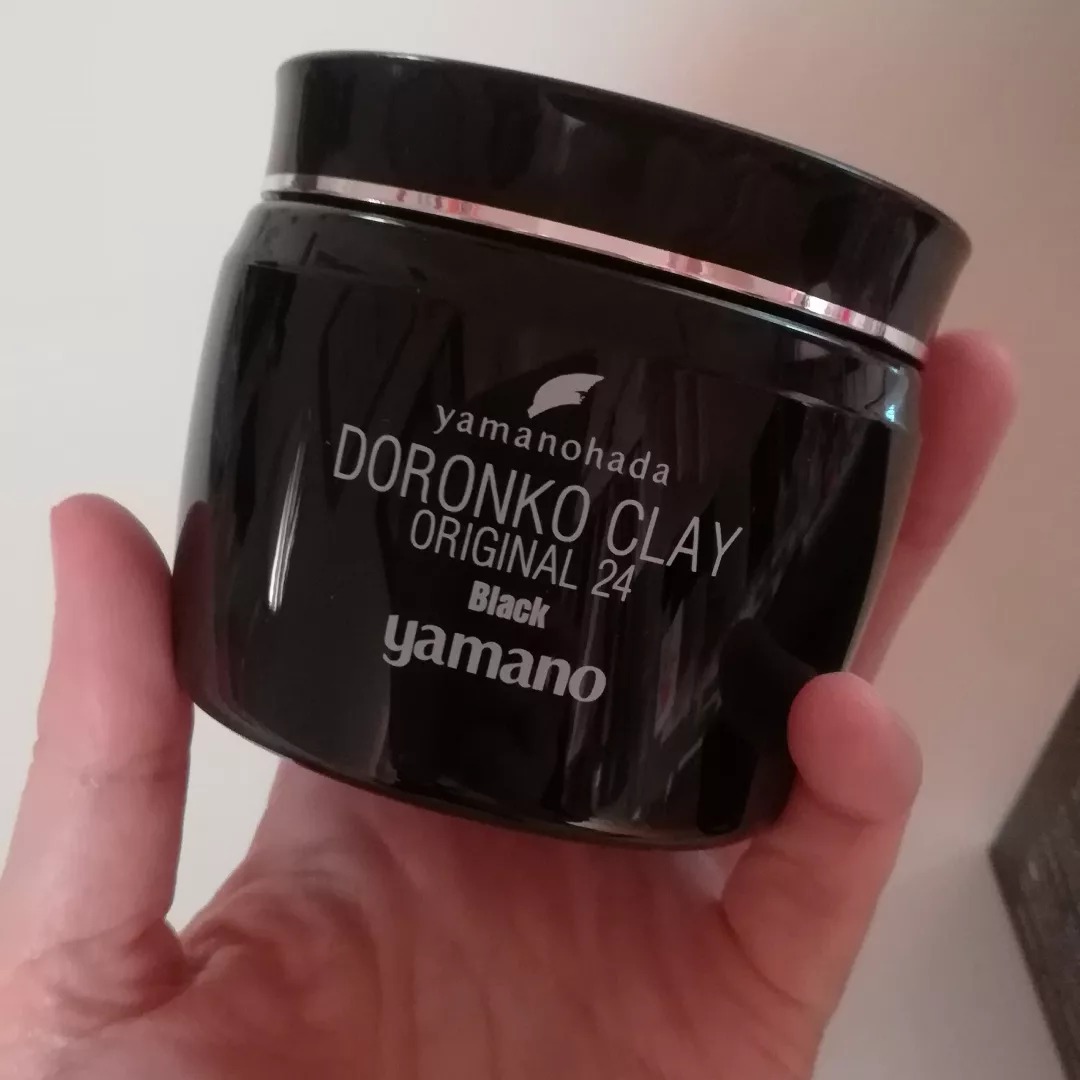 yamanohada
DORONKO CLAY
ORIGINAL 24
Black
yamano